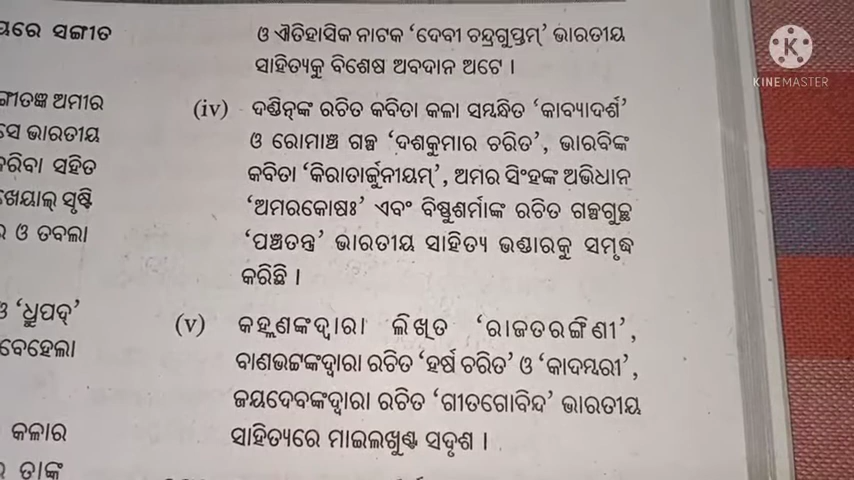 ୟରେ ସଙ୍ଗୀତ
ଙ୍ଗୀତଜ୍ଞ ଅମୀର
ସେ ଭାରତୀୟ
କରିବା ସହିତ
ଖେୟାଲ୍ ସୃଷ୍ଟି
ର ଓ ତବଲା
ଓ ‘ଧ୍ରୁପଦ୍’
ବେହେଲା
କଳାର
ର ତାଙ୍କ
ଓ ଐତିହାସିକ ନାଟକ ‘ଦେବୀ ଚନ୍ଦ୍ରଗୁପ୍ତମ୍’ ଭାରତୀୟ
ସାହିତ୍ୟକୁ ବିଶେଷ ଅବଦାନ ଅଟେ ।
(iv) ଦଣ୍ଡିନ୍‌ଙ୍କ ରଚିତ କବିତା କଳା ସମ୍ବନ୍ଧିତ ‘କାବ୍ୟାଦର୍ଶ’
ଓ ରୋମାଞ୍ଚ ଗଳ୍ପ ‘ଦଶକୁମାର ଚରିତ’, ଭାରବିଙ୍କ
କବିତା ‘କିରାତାର୍ଜୁନୀୟମ୍’, ଅମର ସିଂହଙ୍କ ଅଭିଧାନ
‘ଅମରକୋଷଃ’ ଏବଂ ବିଷ୍ଣୁଶର୍ମାଙ୍କ ରଚିତ ଗଳ୍ପଗୁଚ୍ଛ
‘ପଞ୍ଚତନ୍ତ୍ର’ ଭାରତୀୟ ସାହିତ୍ୟ ଭଣ୍ଡାରକୁ ସମୃଦ୍ଧ
କରିଛି ।
(v) କହ୍ଲଣଙ୍କଦ୍ୱାରା ଲିଖିତ ‘ରାଜତରଙ୍ଗିଣୀ’,
ବାଣଭଟ୍ଟଙ୍କଦ୍ୱାରା ରଚିତ ‘ହର୍ଷ ଚରିତ’ ଓ ‘କାଦମ୍ବରୀ’,
ଜୟଦେବଙ୍କଦ୍ୱାରା ରଚିତ ‘ଗୀତଗୋବିନ୍ଦ’ ଭାରତୀୟ
ସାହିତ୍ୟରେ ମାଇଲଖୁଣ୍ଟ ସଦୃଶ ।
K
KINEMASTER